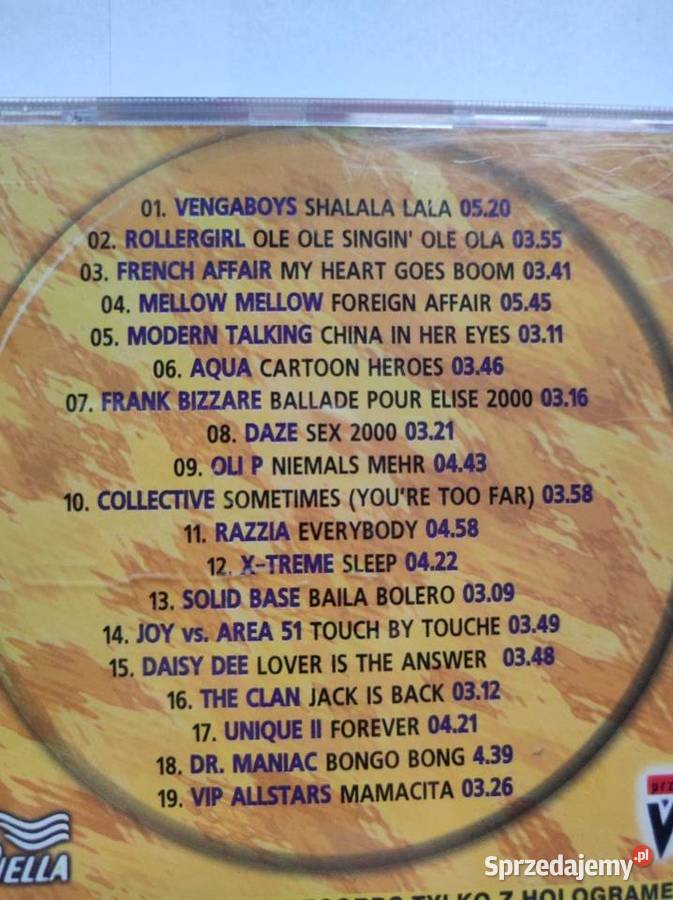 01. VENGABOYS SHALALA LALA 05.20
02. ROLLERGIRL OLE OLE SINGIN' OLE OLA 03.55
03. FRENCH AFFAIR MY HEART GOES BOOM 03.41
04. MELLOW MELLOW FOREIGN AFFAIR 05.45
05. MODERN TALKING CHINA IN HER EYES 03.11
06. AQUA CARTOON HEROES 03.46
07. FRANK BIZZARE BALLADE POUR ELISE 2000 03.16
08. DAZE SEX 2000 03.21
09. OLI P NIEMALS MEHR 04.43
10. COLLECTIVE SOMETIMES (YOU'RE TOO FAR) 03.58
11. RAZZIA EVERYBODY 04.58
12. X-TREME SLEEP 04.22
13. SOLID BASE BAILA BOLERO 03.09
14. JOY vs. AREA 51 TOUCH BY TOUCHE 03.49
15. DAISY DEE LOVER IS THE ANSWER 03.48
16. THE CLAN JACK IS BACK 03.12
17. UNIQUE II FOREVER 04.21
18. DR. MANIAC BONGO BONG 4.39
19. VIP ALLSTARS MAMACITA 03.26
Sprzedajemy.pl
TYLKO Z HOLOGRAME